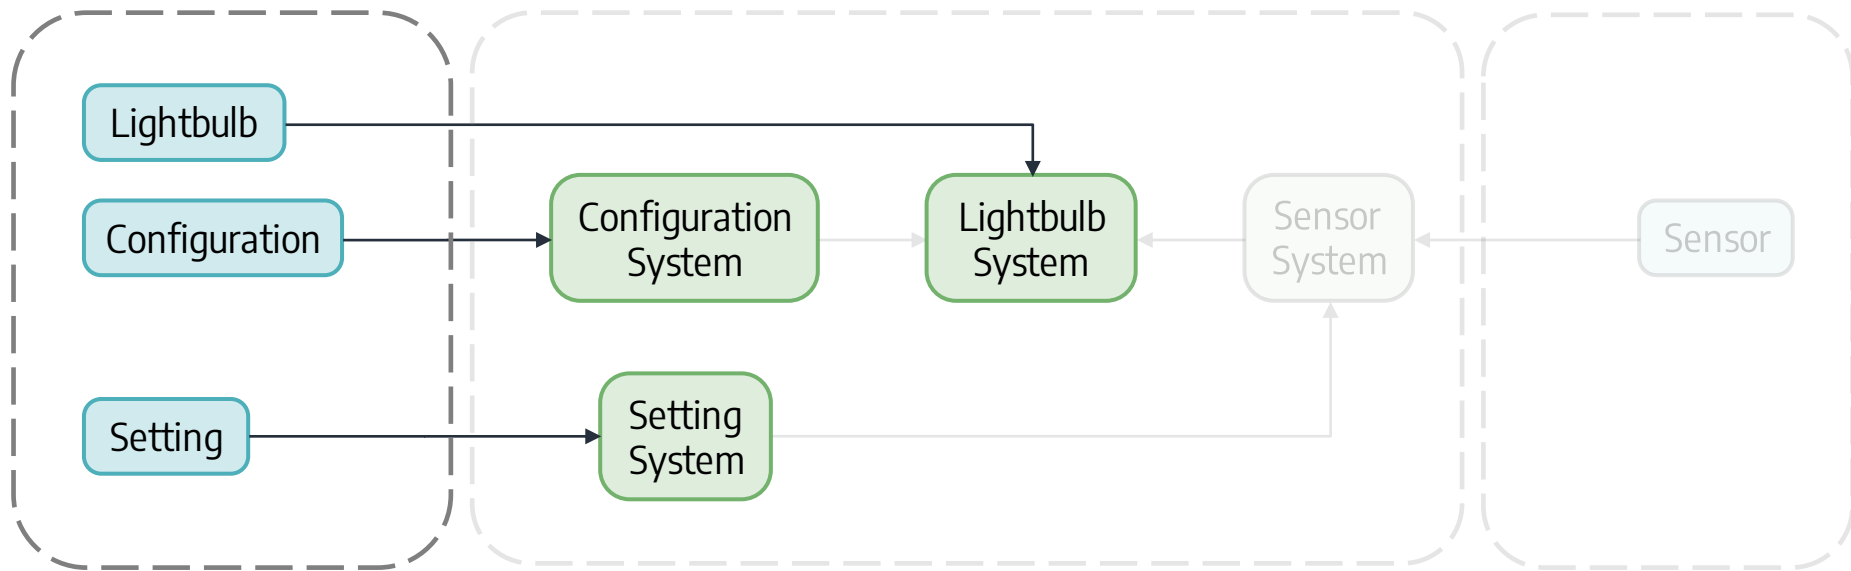 Lightbulb
Configuration
Setting
Configuration
System
Setting
System
Lightbulb
System
Sensor
System
Sensor